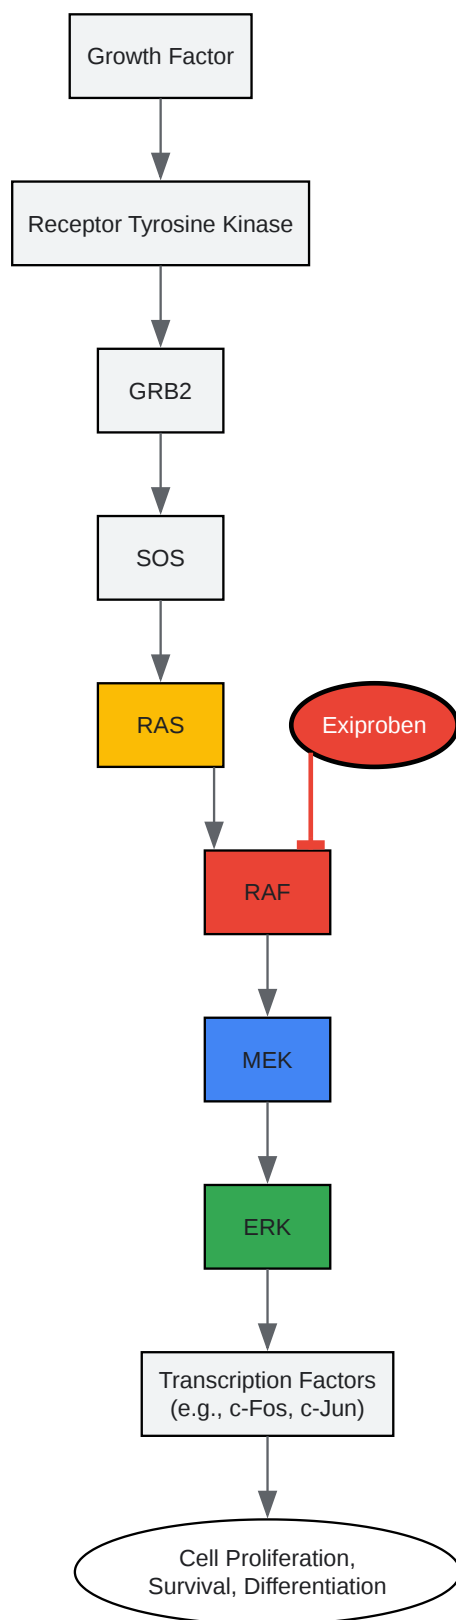 Growth Factor
Receptor Tyrosine Kinase
GRB2
SOS
RAS
Exiproben
RAF
MEK
ERK
Transcription Factors
(e.g., c-Fos, c-Jun)
Cell Proliferation,
Survival, Differentiation